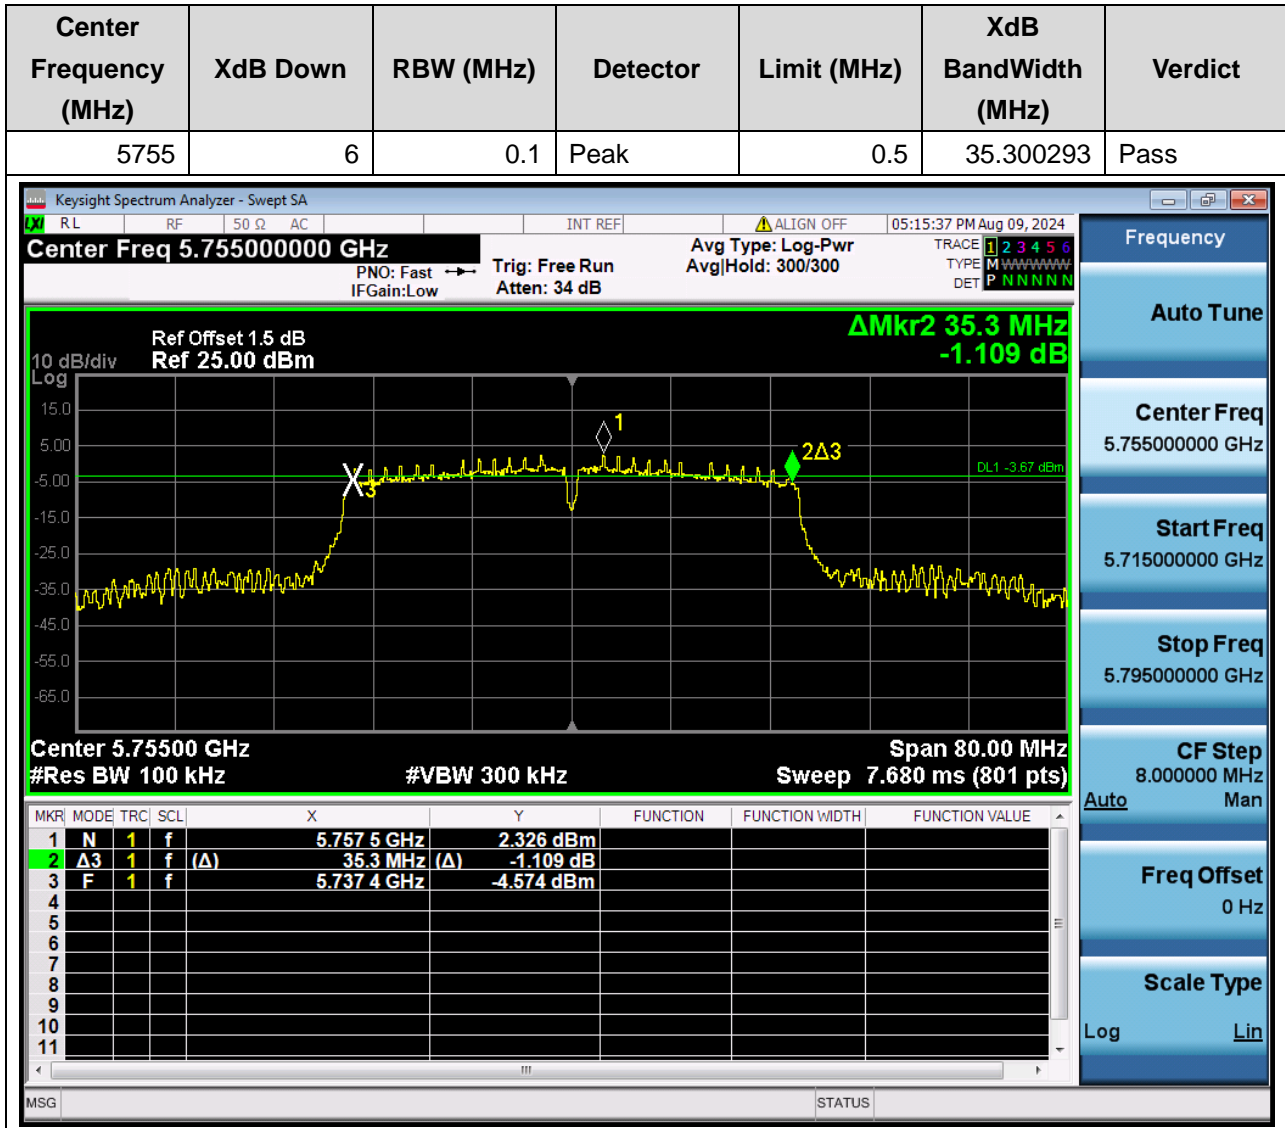 Center Frequency (MHz) XdB Down RBW (MHz) Detector Limit (MHz) XdB BandWidth (MHz) Verdict
5755 6 0.1 Peak 0.5 35.300293 Pass
Keysight Spectrum Analyzer - Swept SA
LXI RL RF 50 Ω AC INT REF ALIGN OFF 05:15:37 PM Aug 09, 2024
Center Freq 5.755000000 GHz
PNO: Fast
IFGain:Low
Trig: Free Run
Atten: 34 dB
Avg Type: Log-Pwr
Avg|Hold: 300/300
TRACE 1 2 3 4 5 6
TYPE M WWWWW
DET P N N N N N
Frequency
Auto Tune
Center Freq
5.755000000 GHz
Start Freq
5.715000000 GHz
Stop Freq
5.795000000 GHz
CF Step
8.000000 MHz
Auto Man
Freq Offset
0 Hz
Scale Type
Log Lin
ΔMkr2 35.3 MHz
-1.109 dB
Ref Offset 1.5 dB
10 dB/div Ref 25.00 dBm
Log
15.0
5.00
-5.00
-15.0
-25.0
-35.0
-45.0
-55.0
-65.0
1
2Δ3
3
DL1 -3.67 dBm
Center 5.75500 GHz Span 80.00 MHz
#Res BW 100 kHz #VBW 300 kHz Sweep 7.680 ms (801 pts)
MKR MODE TRC SCL X Y FUNCTION FUNCTION WIDTH FUNCTION VALUE
1 N 1 f 5.757 5 GHz 2.326 dBm
2 Δ3 1 f (Δ) 35.3 MHz (Δ) -1.109 dB
3 F 1 f 5.737 4 GHz -4.574 dBm
4
5
6
7
8
9
10
11
MSG STATUS